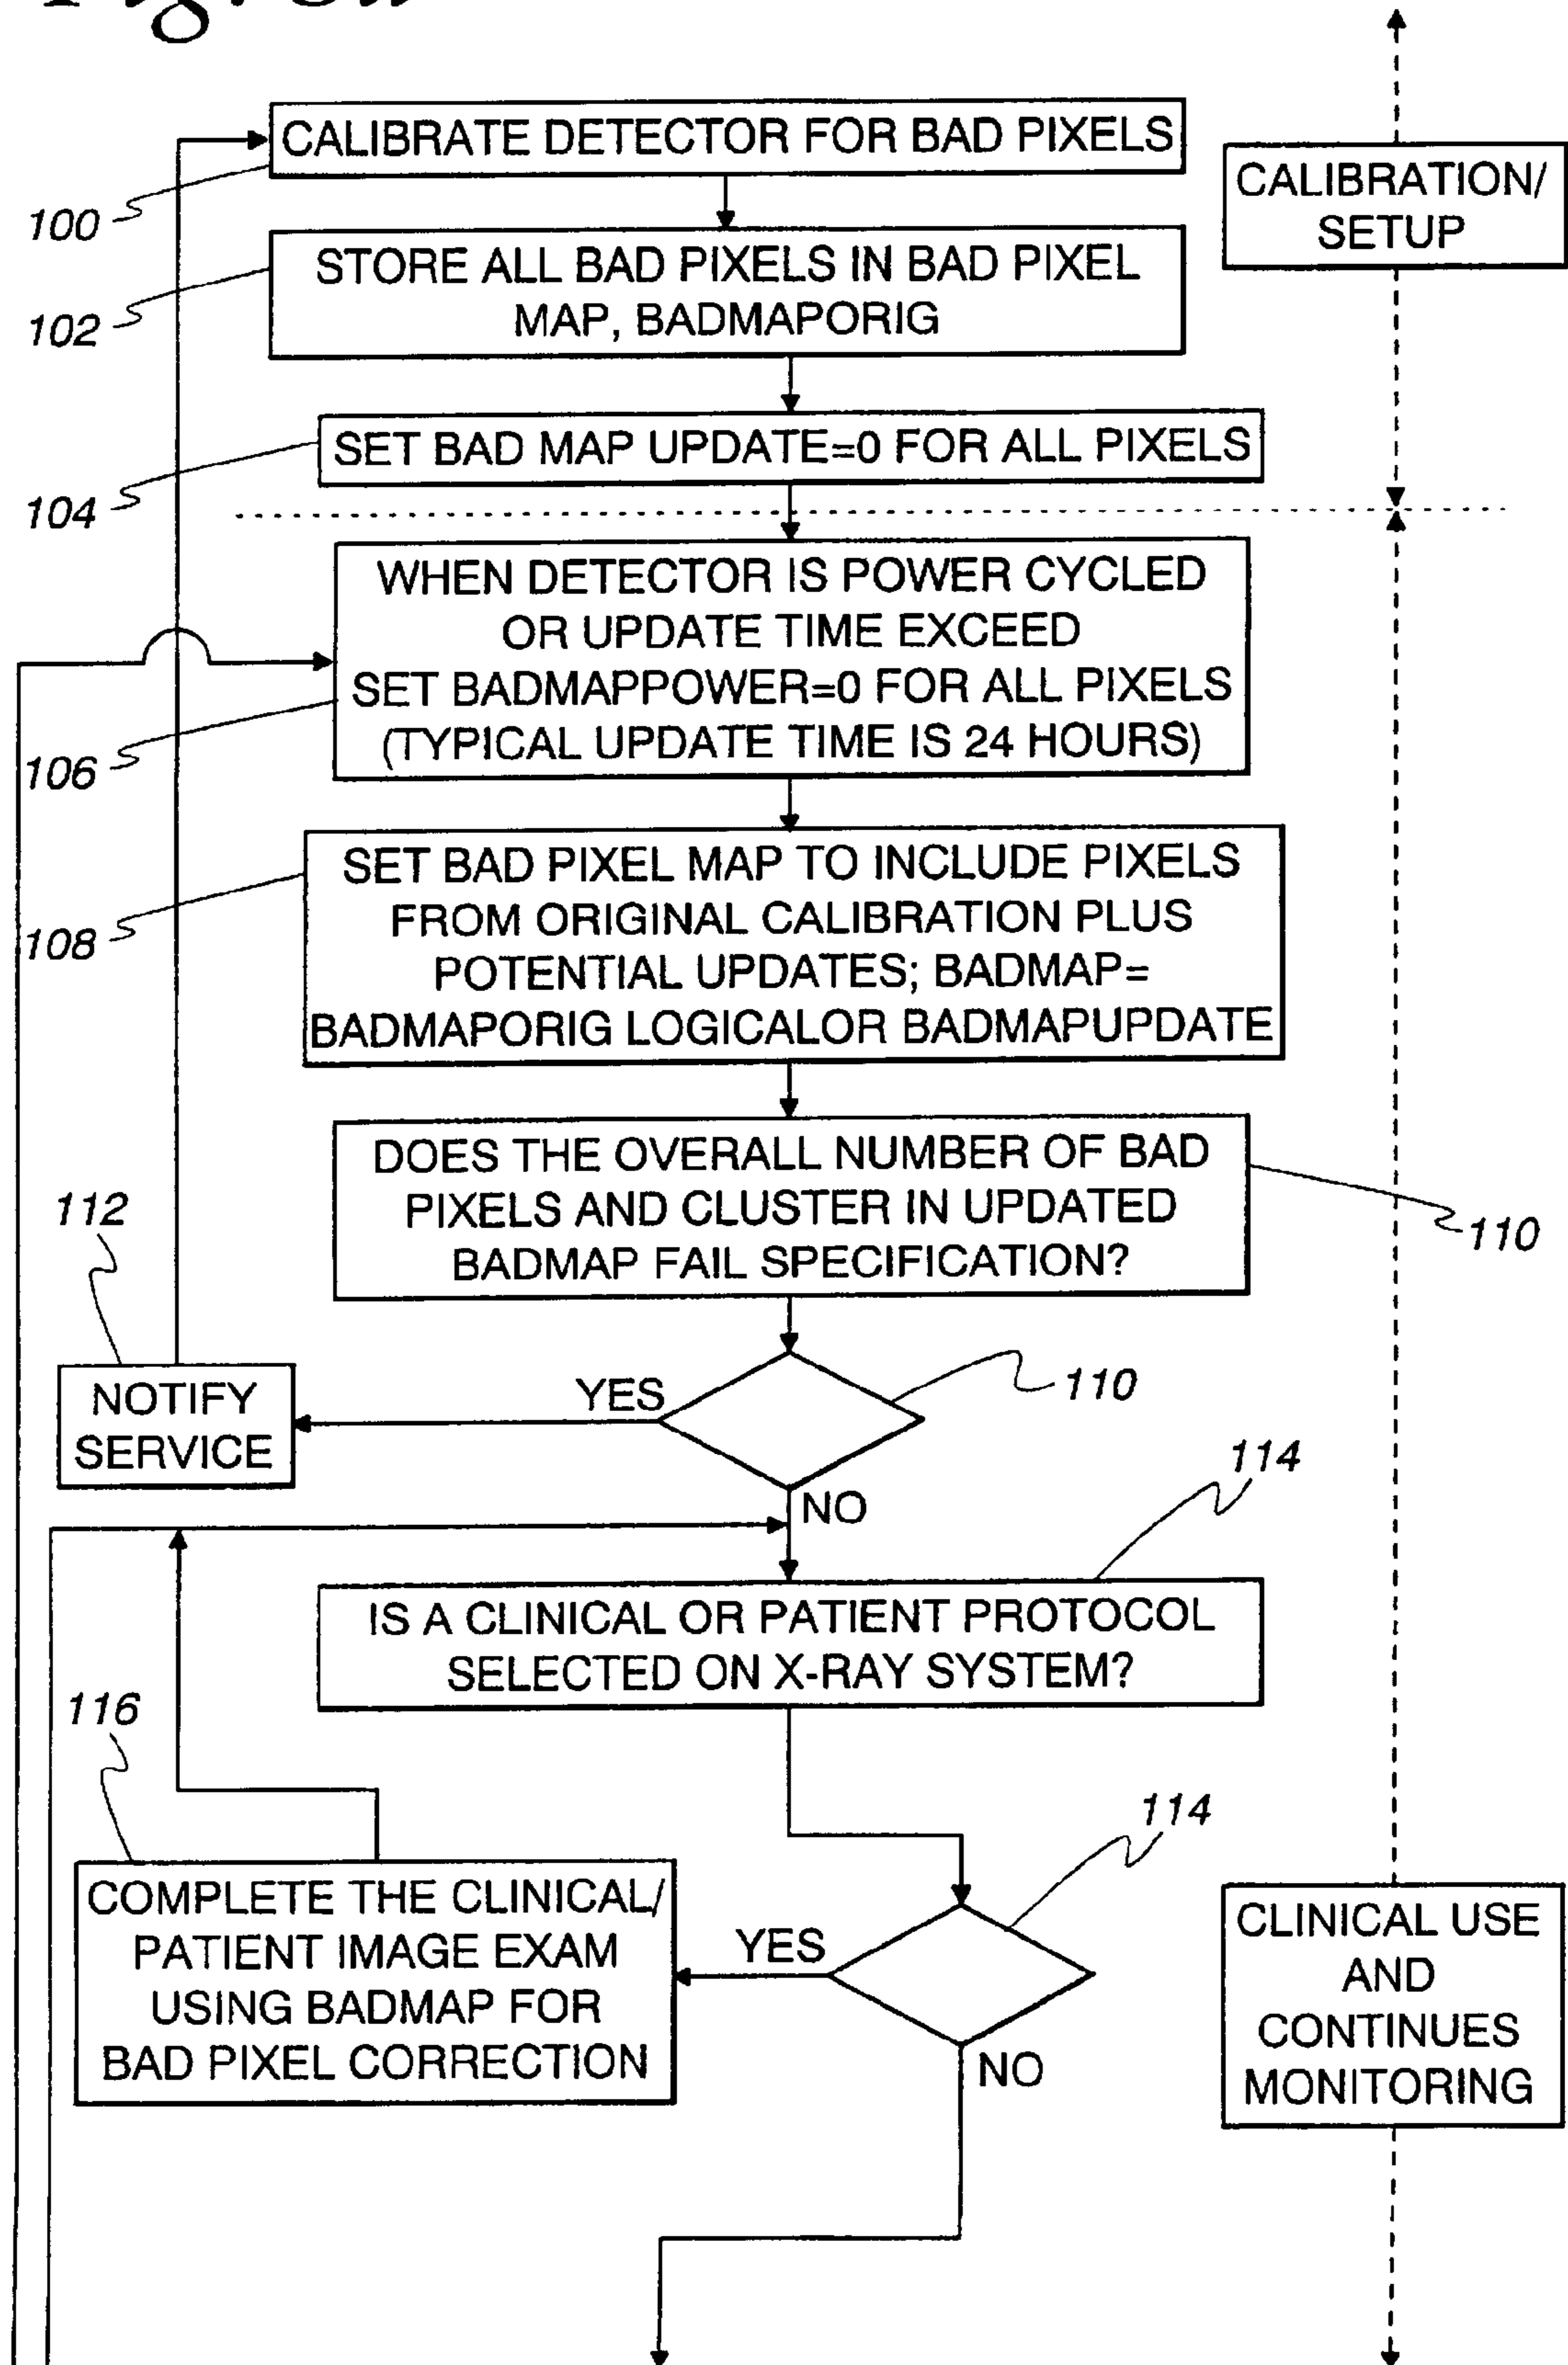 CALIBRATE DETECTOR FOR BAD PIXELS
100
CALIBRATION/
SETUP
STORE ALL BAD PIXELS IN BAD PIXEL
MAP, BADMAPORIG
102
SET BAD MAP UPDATE=0 FOR ALL PIXELS
104
WHEN DETECTOR IS POWER CYCLED
OR UPDATE TIME EXCEED
SET BADMAPPOWER=0 FOR ALL PIXELS
(TYPICAL UPDATE TIME IS 24 HOURS)
106
SET BAD PIXEL MAP TO INCLUDE PIXELS
FROM ORIGINAL CALIBRATION PLUS
POTENTIAL UPDATES; BADMAP=
BADMAPORIG LOGICALOR BADMAPUPDATE
108
DOES THE OVERALL NUMBER OF BAD
PIXELS AND CLUSTER IN UPDATED
BADMAP FAIL SPECIFICATION?
110
112
NOTIFY
SERVICE
YES
110
NO
114
IS A CLINICAL OR PATIENT PROTOCOL
SELECTED ON X-RAY SYSTEM?
116
114
COMPLETE THE CLINICAL/
PATIENT IMAGE EXAM
USING BADMAP FOR
BAD PIXEL CORRECTION
YES
NO
CLINICAL USE
AND
CONTINUES
MONITORING